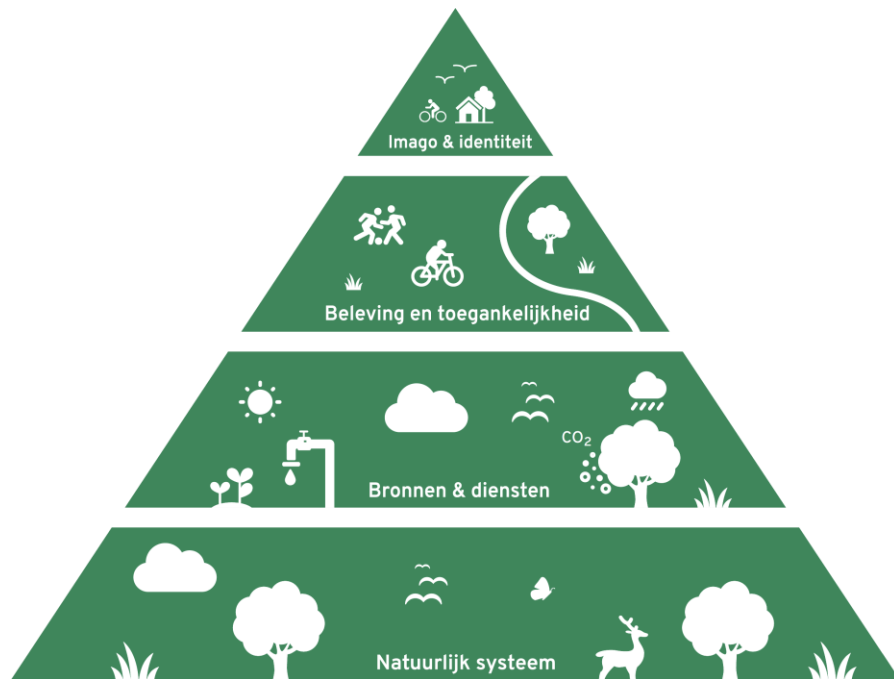 Imago & identiteit
Beleving en toegankelijkheid
CO₂
Bronnen & diensten
Natuurlijk systeem